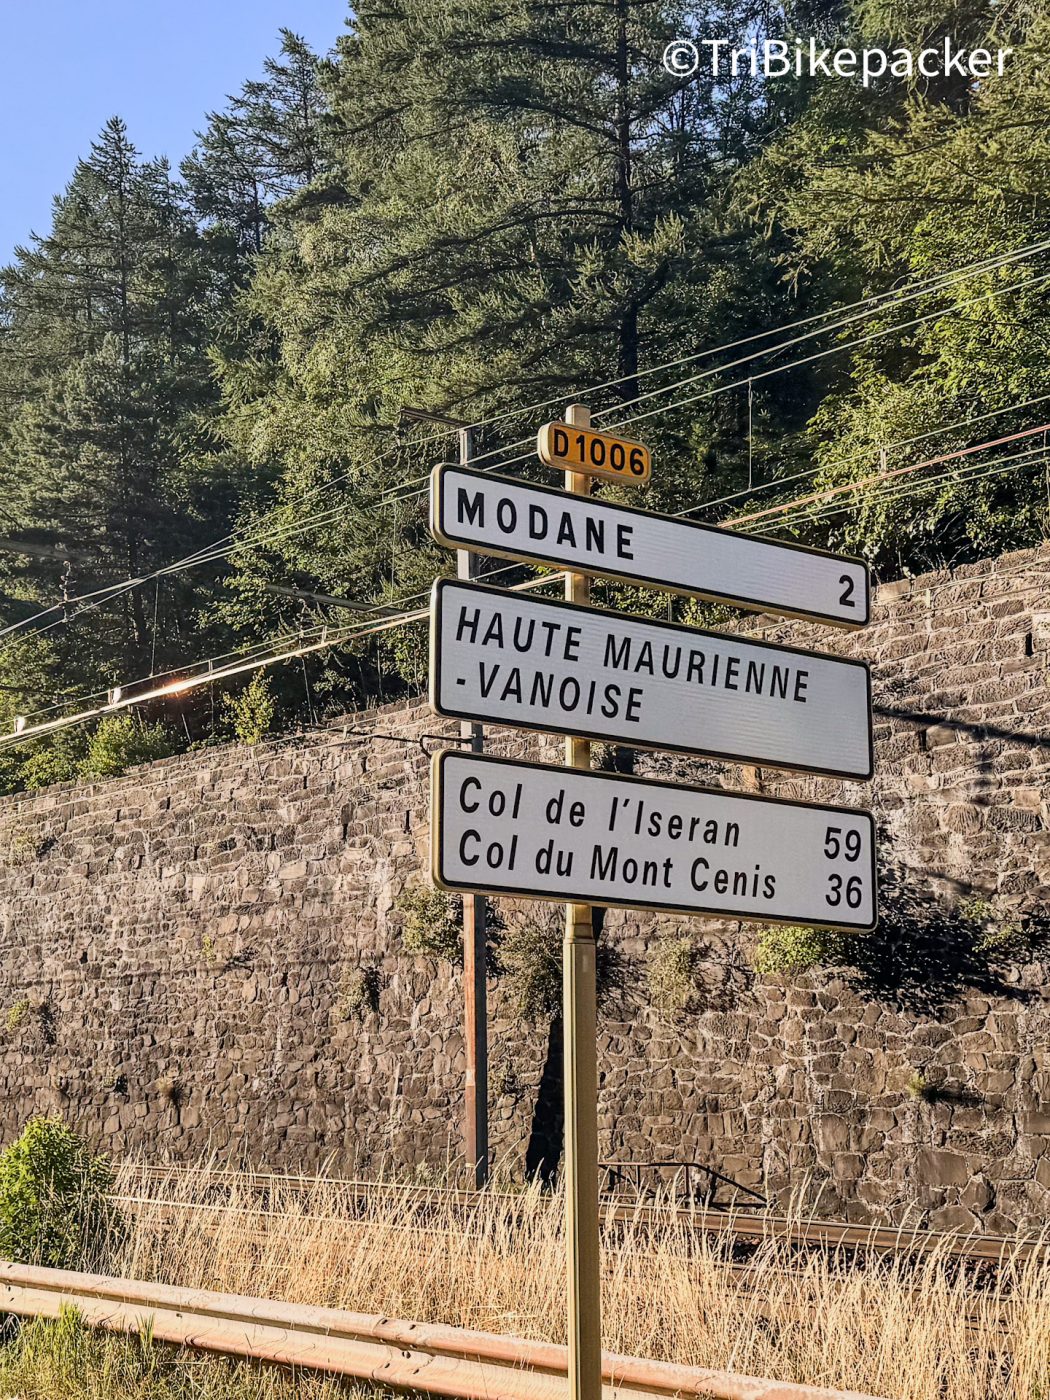 ©TriBikepacker
D1006
MODANE 2
HAUTE MAURIENNE
-VANOISE
Col de l'Iseran 59
Col du Mont Cenis 36